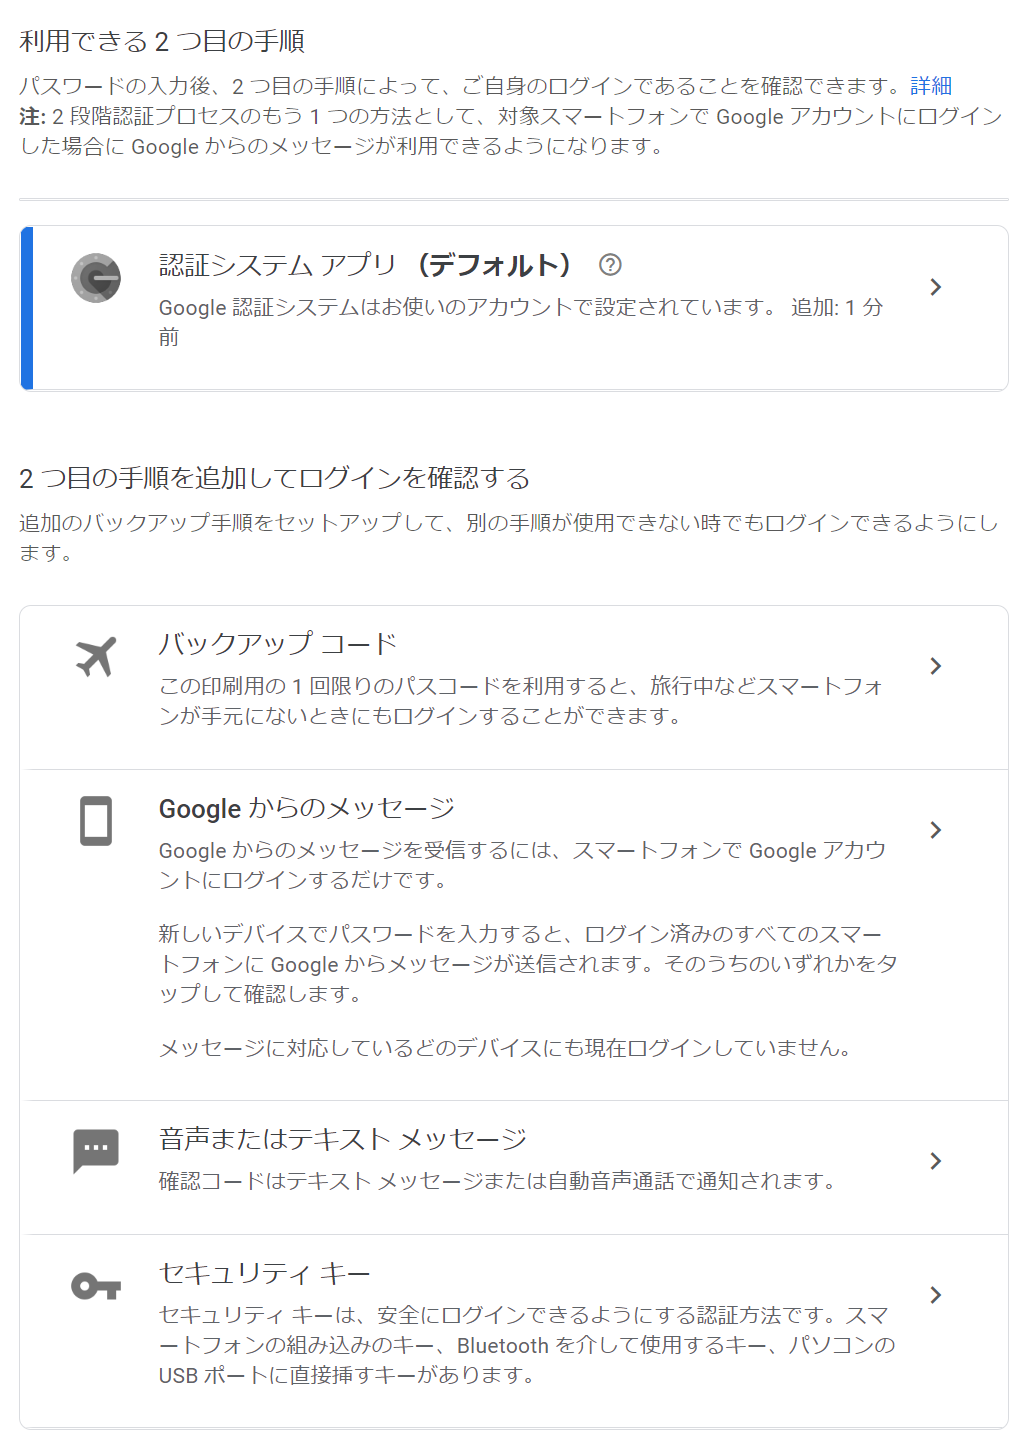 利用できる 2 つ目の手順
パスワードの入力後、2 つ目の手順によって、ご自身のログインであることを確認できます。詳細
注: 2 段階認証プロセスのもう 1 つの方法として、対象スマートフォンで Google アカウントにログイン
した場合に Google からのメッセージが利用できるようになります。
認証システム アプリ （デフォルト）
Google 認証システムはお使いのアカウントで設定されています。 追加: 1 分
前
2 つ目の手順を追加してログインを確認する
追加のバックアップ手順をセットアップして、別の手順が使用できない時でもログインできるようにし
ます。
バックアップ コード
この印刷用の 1 回限りのパスコードを利用すると、旅行中などスマートフォ
ンが手元にないときにもログインすることができます。
Google からのメッセージ
Google からのメッセージを受信するには、スマートフォンで Google アカウ
ントにログインするだけです。
新しいデバイスでパスワードを入力すると、ログイン済みのすべてのスマー
トフォンに Google からメッセージが送信されます。そのうちのいずれかをタ
ップして確認します。
メッセージに対応しているどのデバイスにも現在ログインしていません。
音声またはテキスト メッセージ
確認コードはテキスト メッセージまたは自動音声通話で通知されます。
セキュリティ キー
セキュリティ キーは、安全にログインできるようにする認証方法です。スマ
ートフォンの組み込みのキー、Bluetooth を介して使用するキー、パソコンの
USB ポートに直接挿すキーがあります。